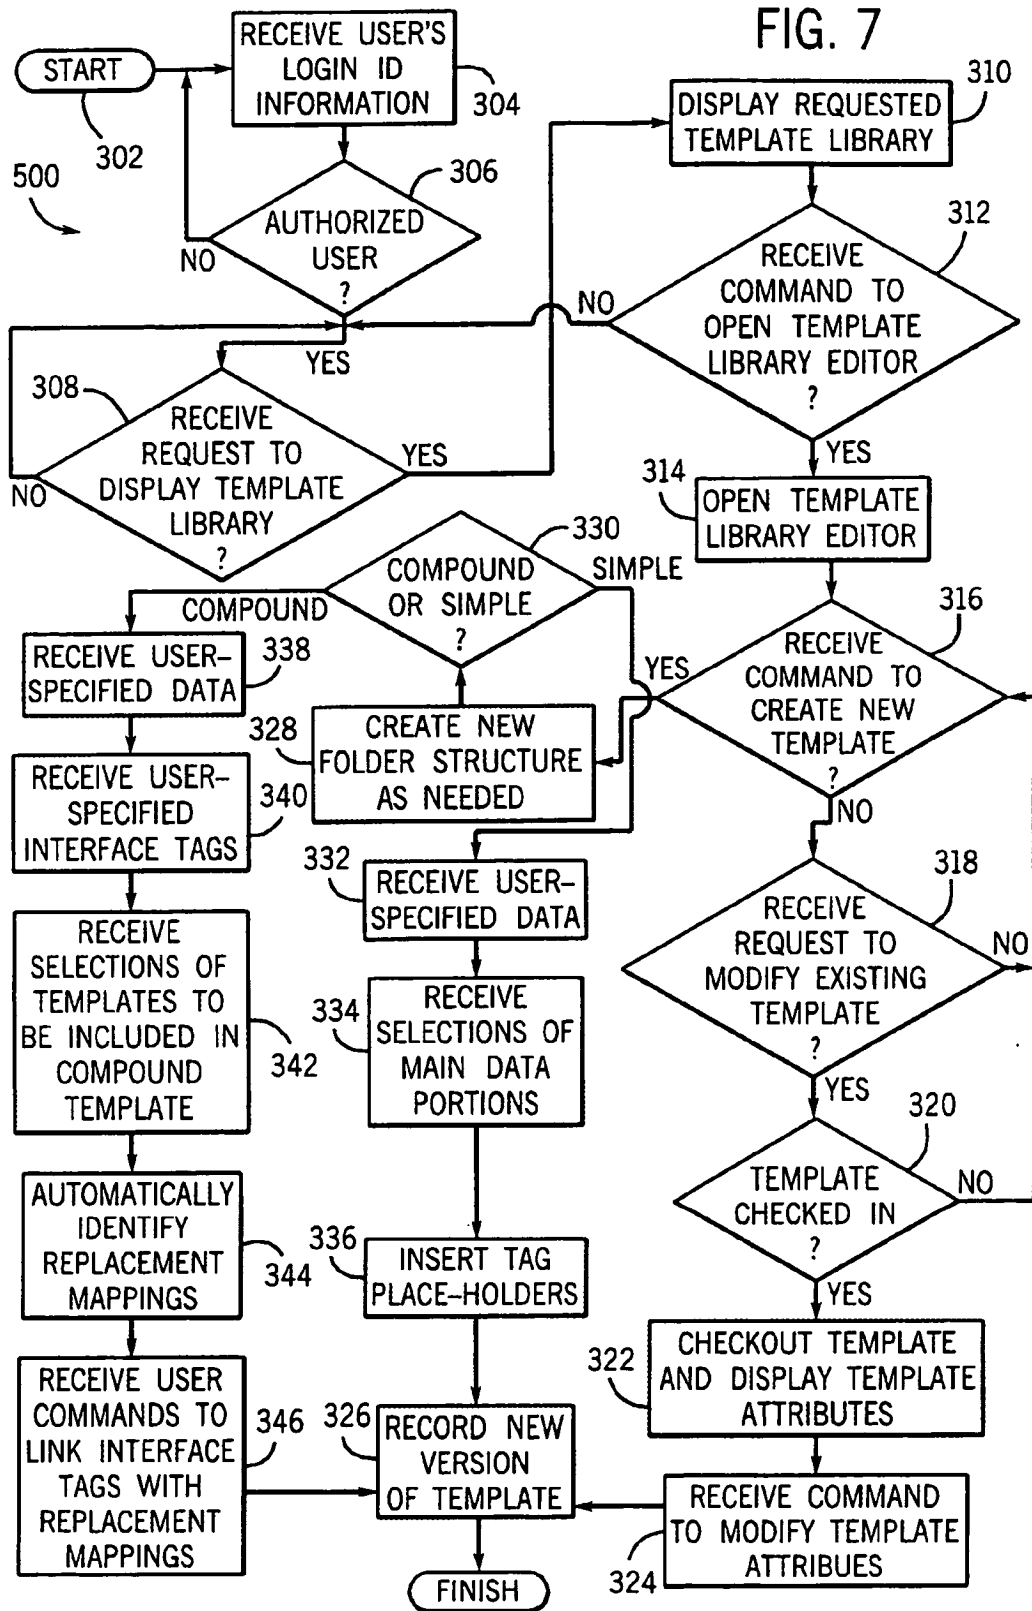 FIG. 7
START
302
500
RECEIVE USER'S
LOGIN ID
INFORMATION
304
306
AUTHORIZED
USER
?
NO
YES
308
RECEIVE
REQUEST TO
DISPLAY TEMPLATE
LIBRARY
?
NO
YES
310
DISPLAY REQUESTED
TEMPLATE LIBRARY
312
RECEIVE
COMMAND TO
OPEN TEMPLATE
LIBRARY EDITOR
?
NO
YES
314
OPEN TEMPLATE
LIBRARY EDITOR
316
RECEIVE
COMMAND TO
CREATE NEW
TEMPLATE
?
YES
NO
318
RECEIVE
REQUEST TO
MODIFY EXISTING
TEMPLATE
?
NO
YES
320
TEMPLATE
CHECKED IN
?
NO
YES
322
CHECKOUT TEMPLATE
AND DISPLAY TEMPLATE
ATTRIBUTES
RECEIVE COMMAND
TO MODIFY TEMPLATE
ATTRIBUES
324
328
CREATE NEW
FOLDER STRUCTURE
AS NEEDED
330
COMPOUND
OR SIMPLE
?
SIMPLE
COMPOUND
332
RECEIVE USER-
SPECIFIED DATA
334
RECEIVE
SELECTIONS OF
MAIN DATA
PORTIONS
336
INSERT TAG
PLACE-HOLDERS
RECEIVE USER-
SPECIFIED DATA
338
RECEIVE USER-
SPECIFIED
INTERFACE TAGS
340
RECEIVE
SELECTIONS OF
TEMPLATES TO
BE INCLUDED IN
COMPOUND
TEMPLATE
342
AUTOMATICALLY
IDENTIFY
REPLACEMENT
MAPPINGS
344
RECEIVE USER
COMMANDS TO
LINK INTERFACE
TAGS WITH
REPLACEMENT
MAPPINGS
346
326
RECORD NEW
VERSION
OF TEMPLATE
FINISH